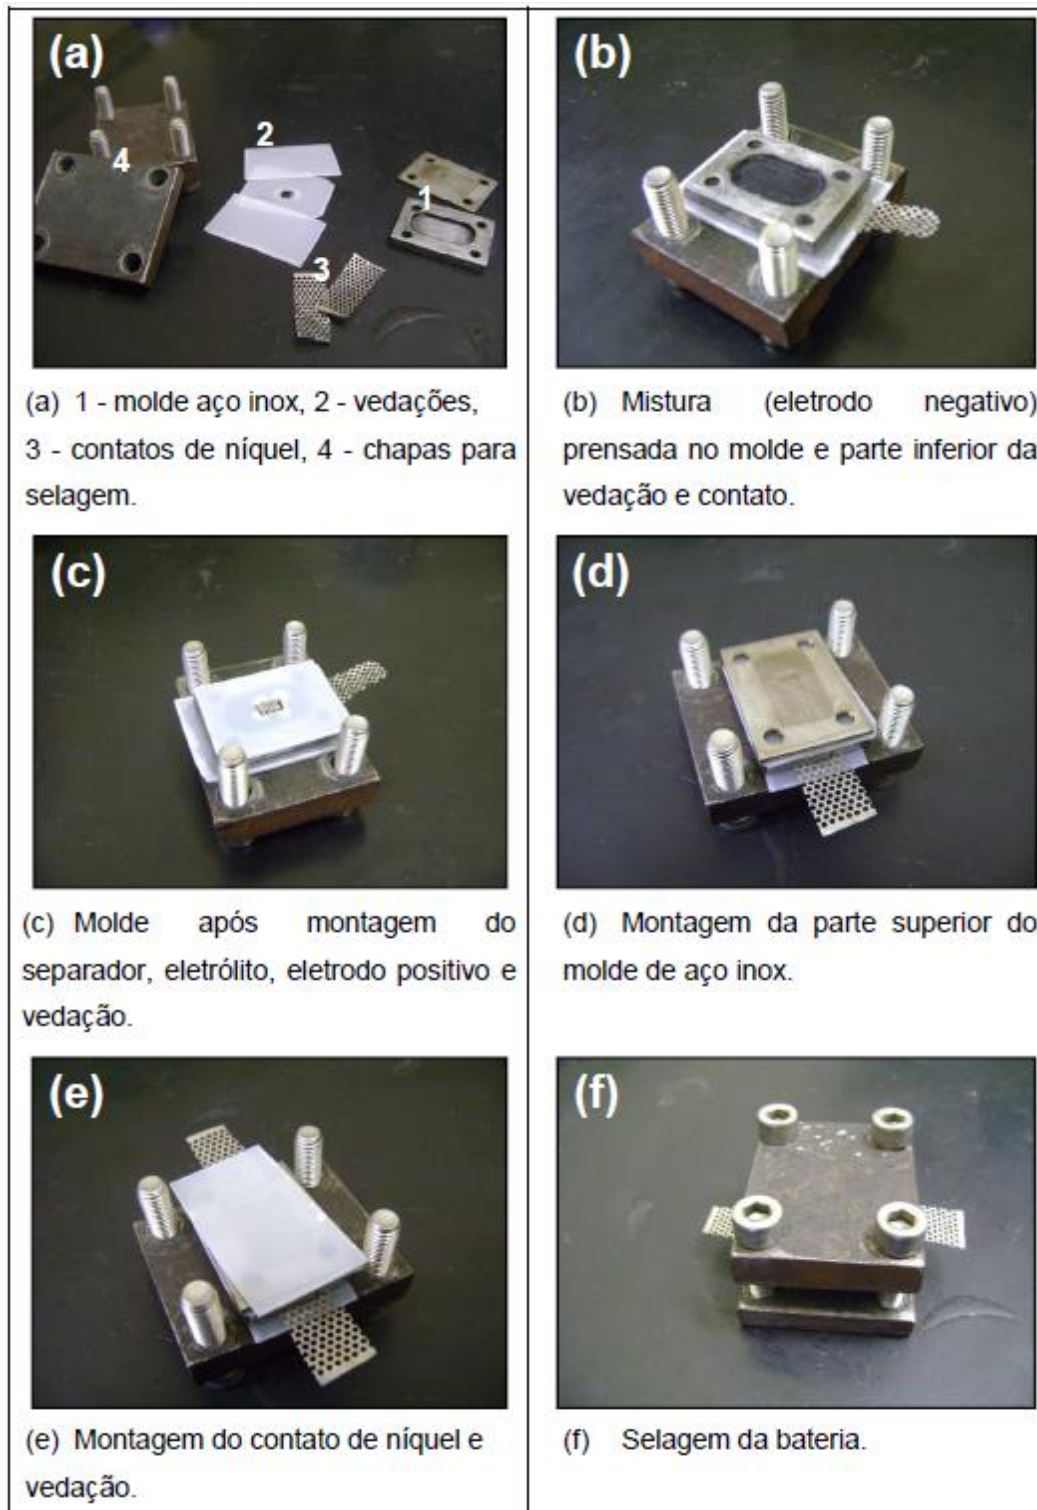 (a)
2
4
1
3
(b)
(a) 1 - molde aço inox, 2 - vedações,
3 - contatos de níquel, 4 - chapas para
selagem.
(b) Mistura (eletrodo negativo)
prensada no molde e parte inferior da
vedação e contato.
(c)
(d)
(c) Molde após montagem do
separador, eletrólito, eletrodo positivo e
vedação.
(d) Montagem da parte superior do
molde de aço inox.
(e)
(f)
(e) Montagem do contato de níquel e
vedação.
(f) Selagem da bateria.